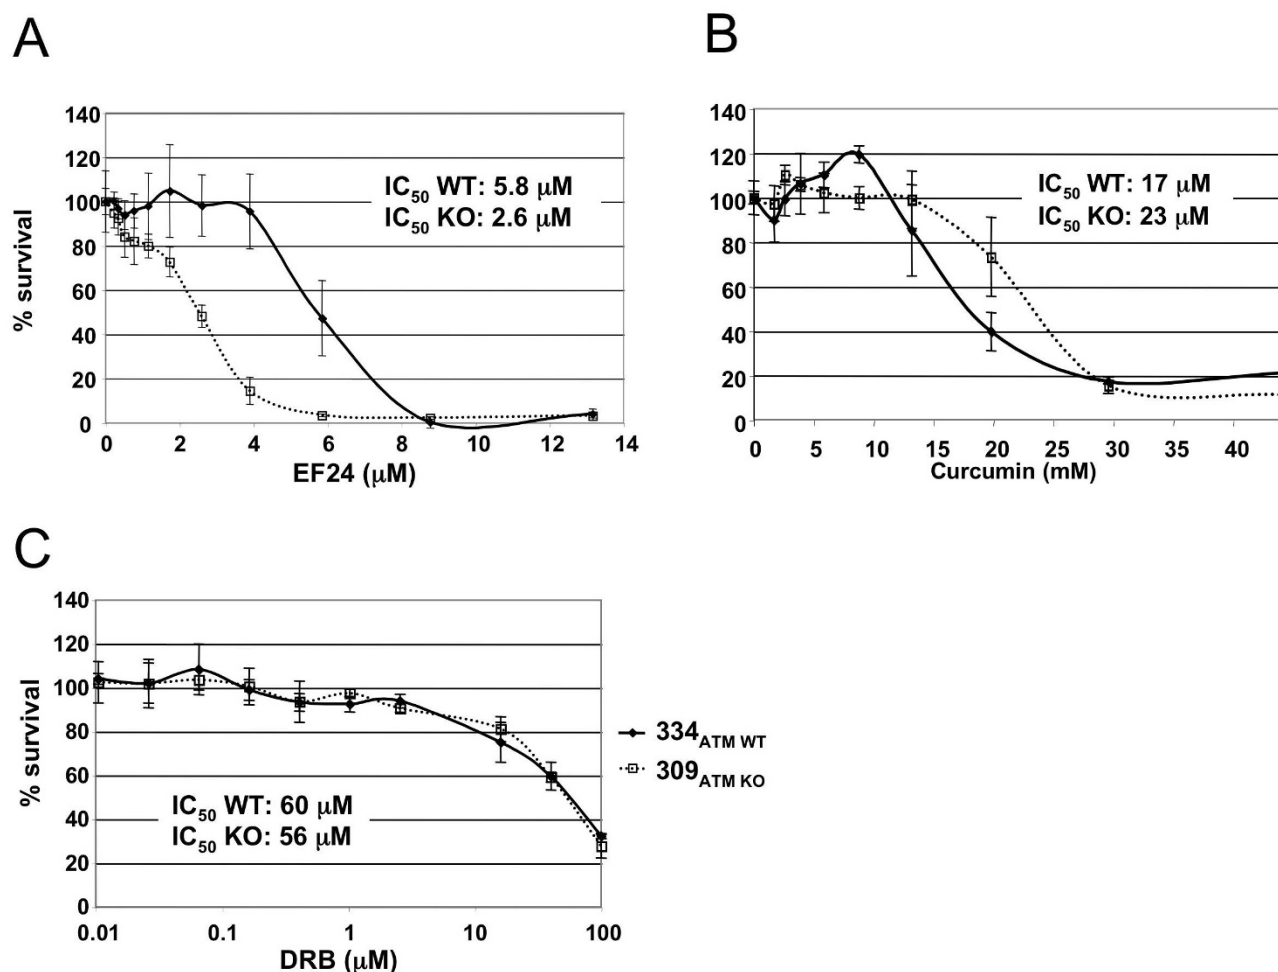 A
140
120
100
80
60
40
20
0
% survival
IC50 WT: 5.8 μM
IC50 KO: 2.6 μM
0 2 4 6 8 10 12 14
EF24 (μM)
B
140
120
100
80
60
40
20
0
IC50 WT: 17 μM
IC50 KO: 23 μM
0 5 10 15 20 25 30 35 40
Curcumin (mM)
C
140
120
100
80
60
40
20
0
% survival
IC50 WT: 60 μM
IC50 KO: 56 μM
0.01 0.1 1 10 100
DRB (μM)
334 ATM WT
309 ATM KO